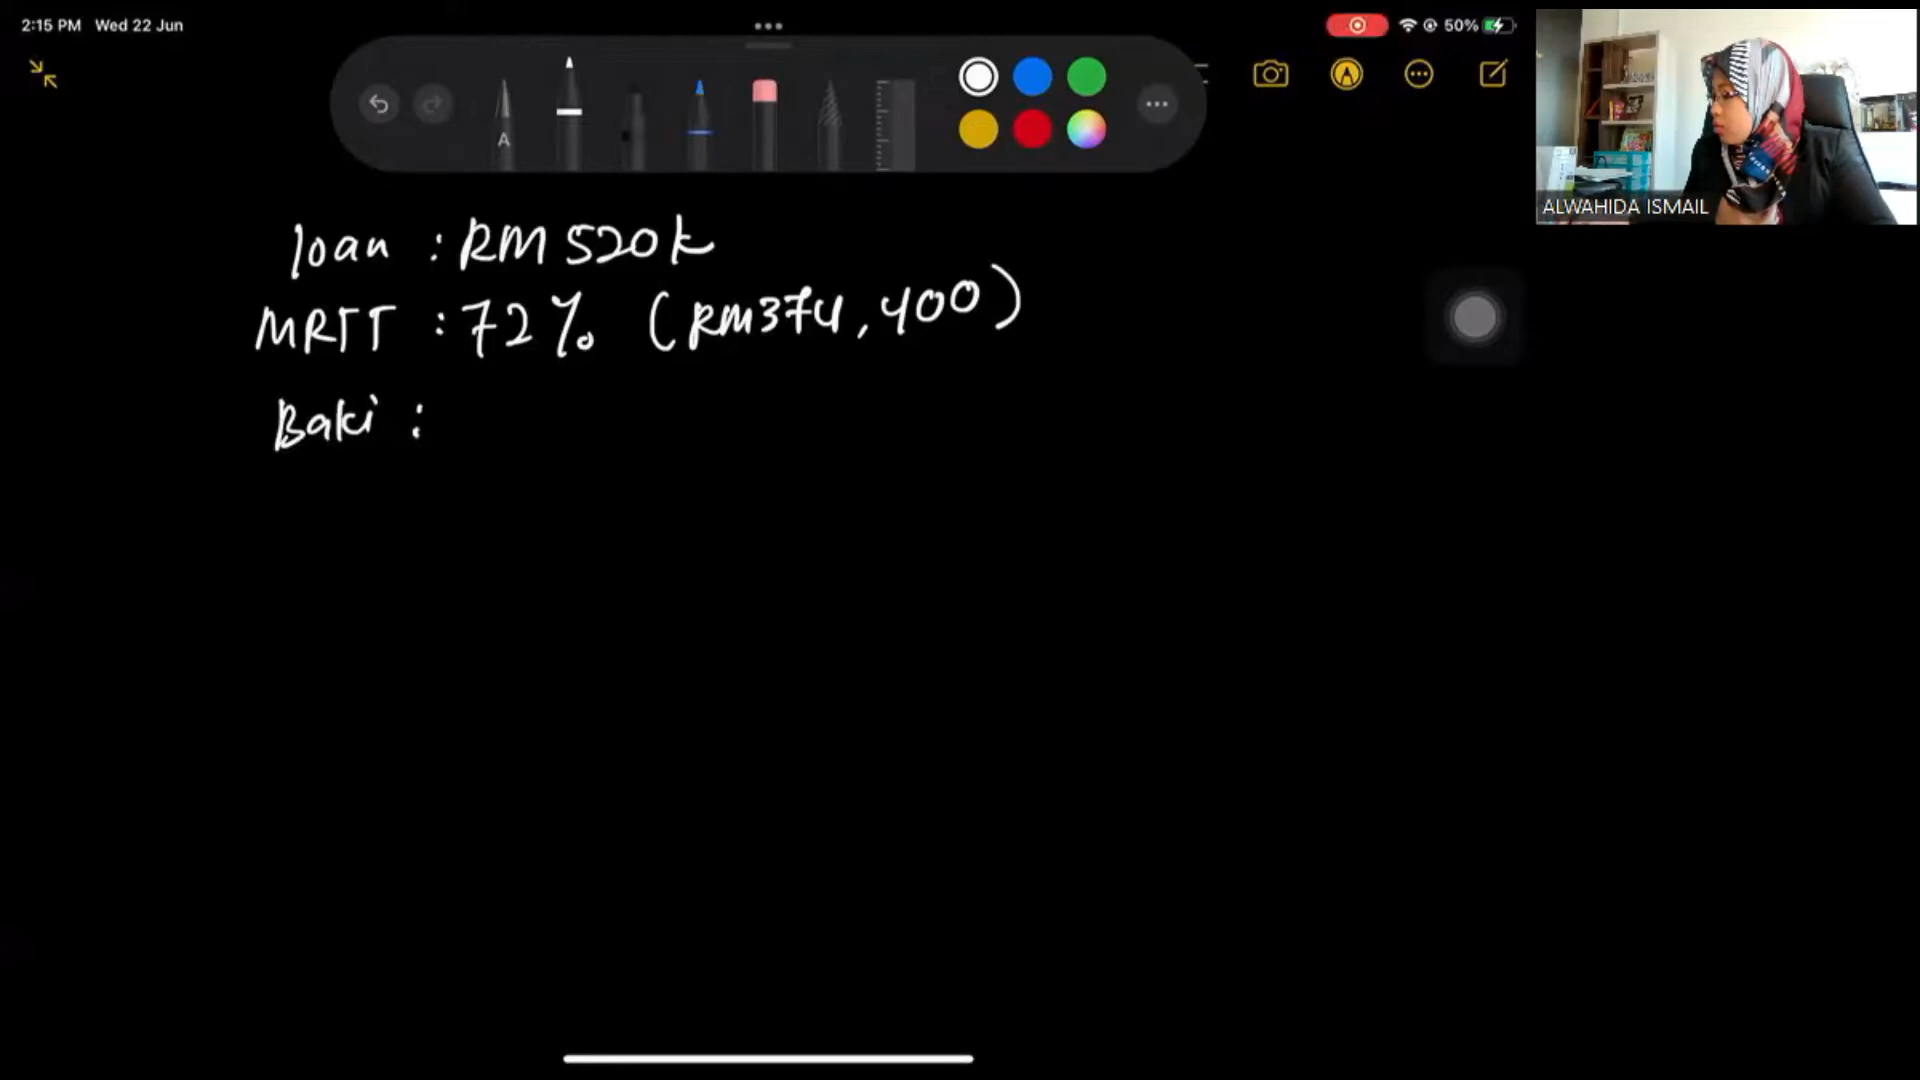 2:15 PM Wed 22 Jun
50%
A
ALWAHIDA ISMAIL
loan : RM 520k
MRTT : 72% (RM374,400)
Baki :